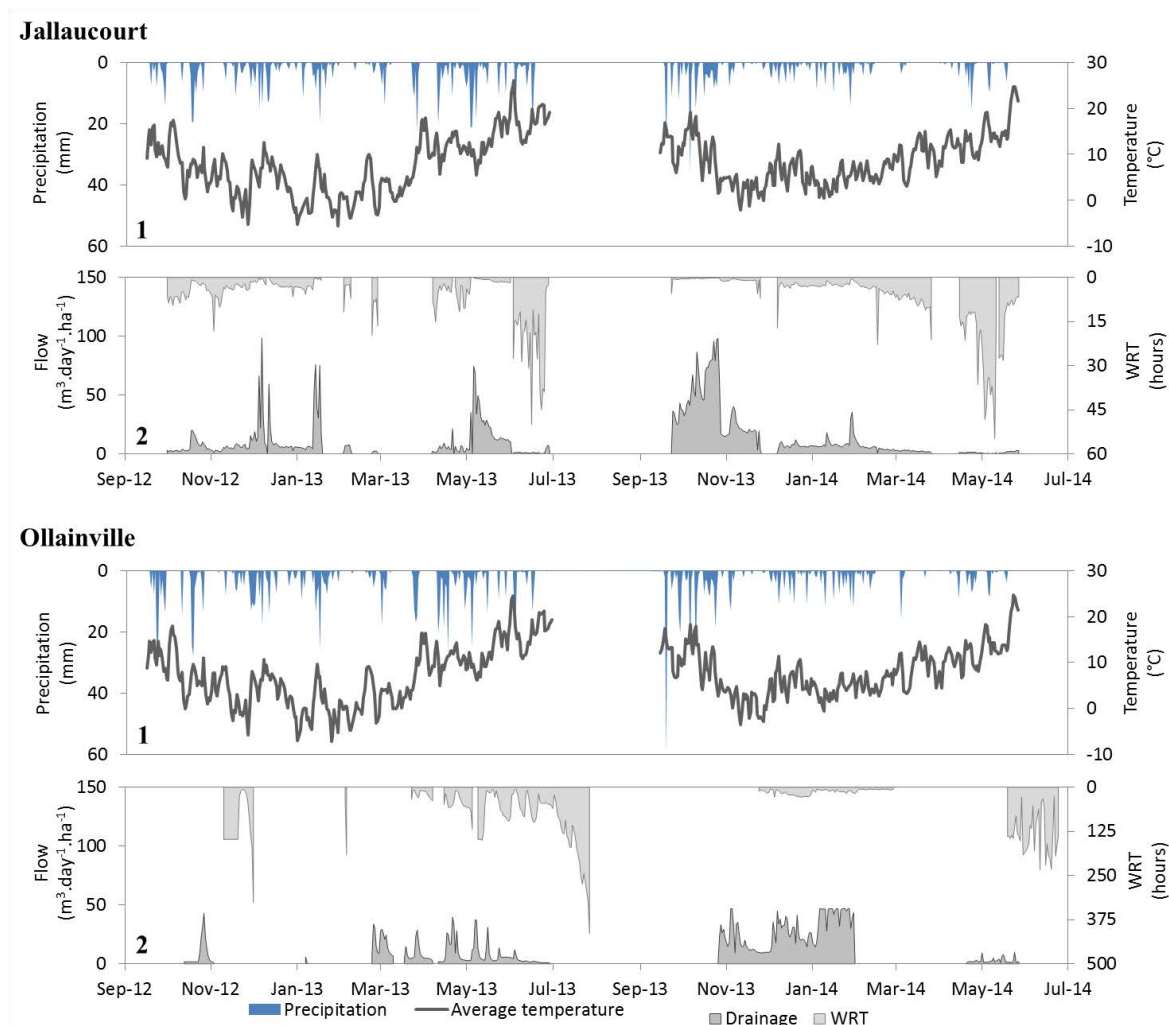 Jallaucourt
0
20
40
60
Precipitation
(mm)
1
30
20
10
0
-10
Temperature
(°C)
150
100
50
0
Flow
(m³.day⁻¹.ha⁻¹)
2
0
15
30
45
60
WRT
(hours)
Sep-12 Nov-12 Jan-13 Mar-13 May-13 Jul-13 Sep-13 Nov-13 Jan-14 Mar-14 May-14 Jul-14
Ollainville
0
20
40
60
Precipitation
(mm)
1
30
20
10
0
-10
Temperature
(°C)
150
100
50
0
Flow
(m³.day⁻¹.ha⁻¹)
2
0
125
250
375
500
WRT
(hours)
Sep-12 Nov-12 Jan-13 Mar-13 May-13 Jul-13 Sep-13 Nov-13 Jan-14 Mar-14 May-14 Jul-14
Precipitation Average temperature Drainage WRT